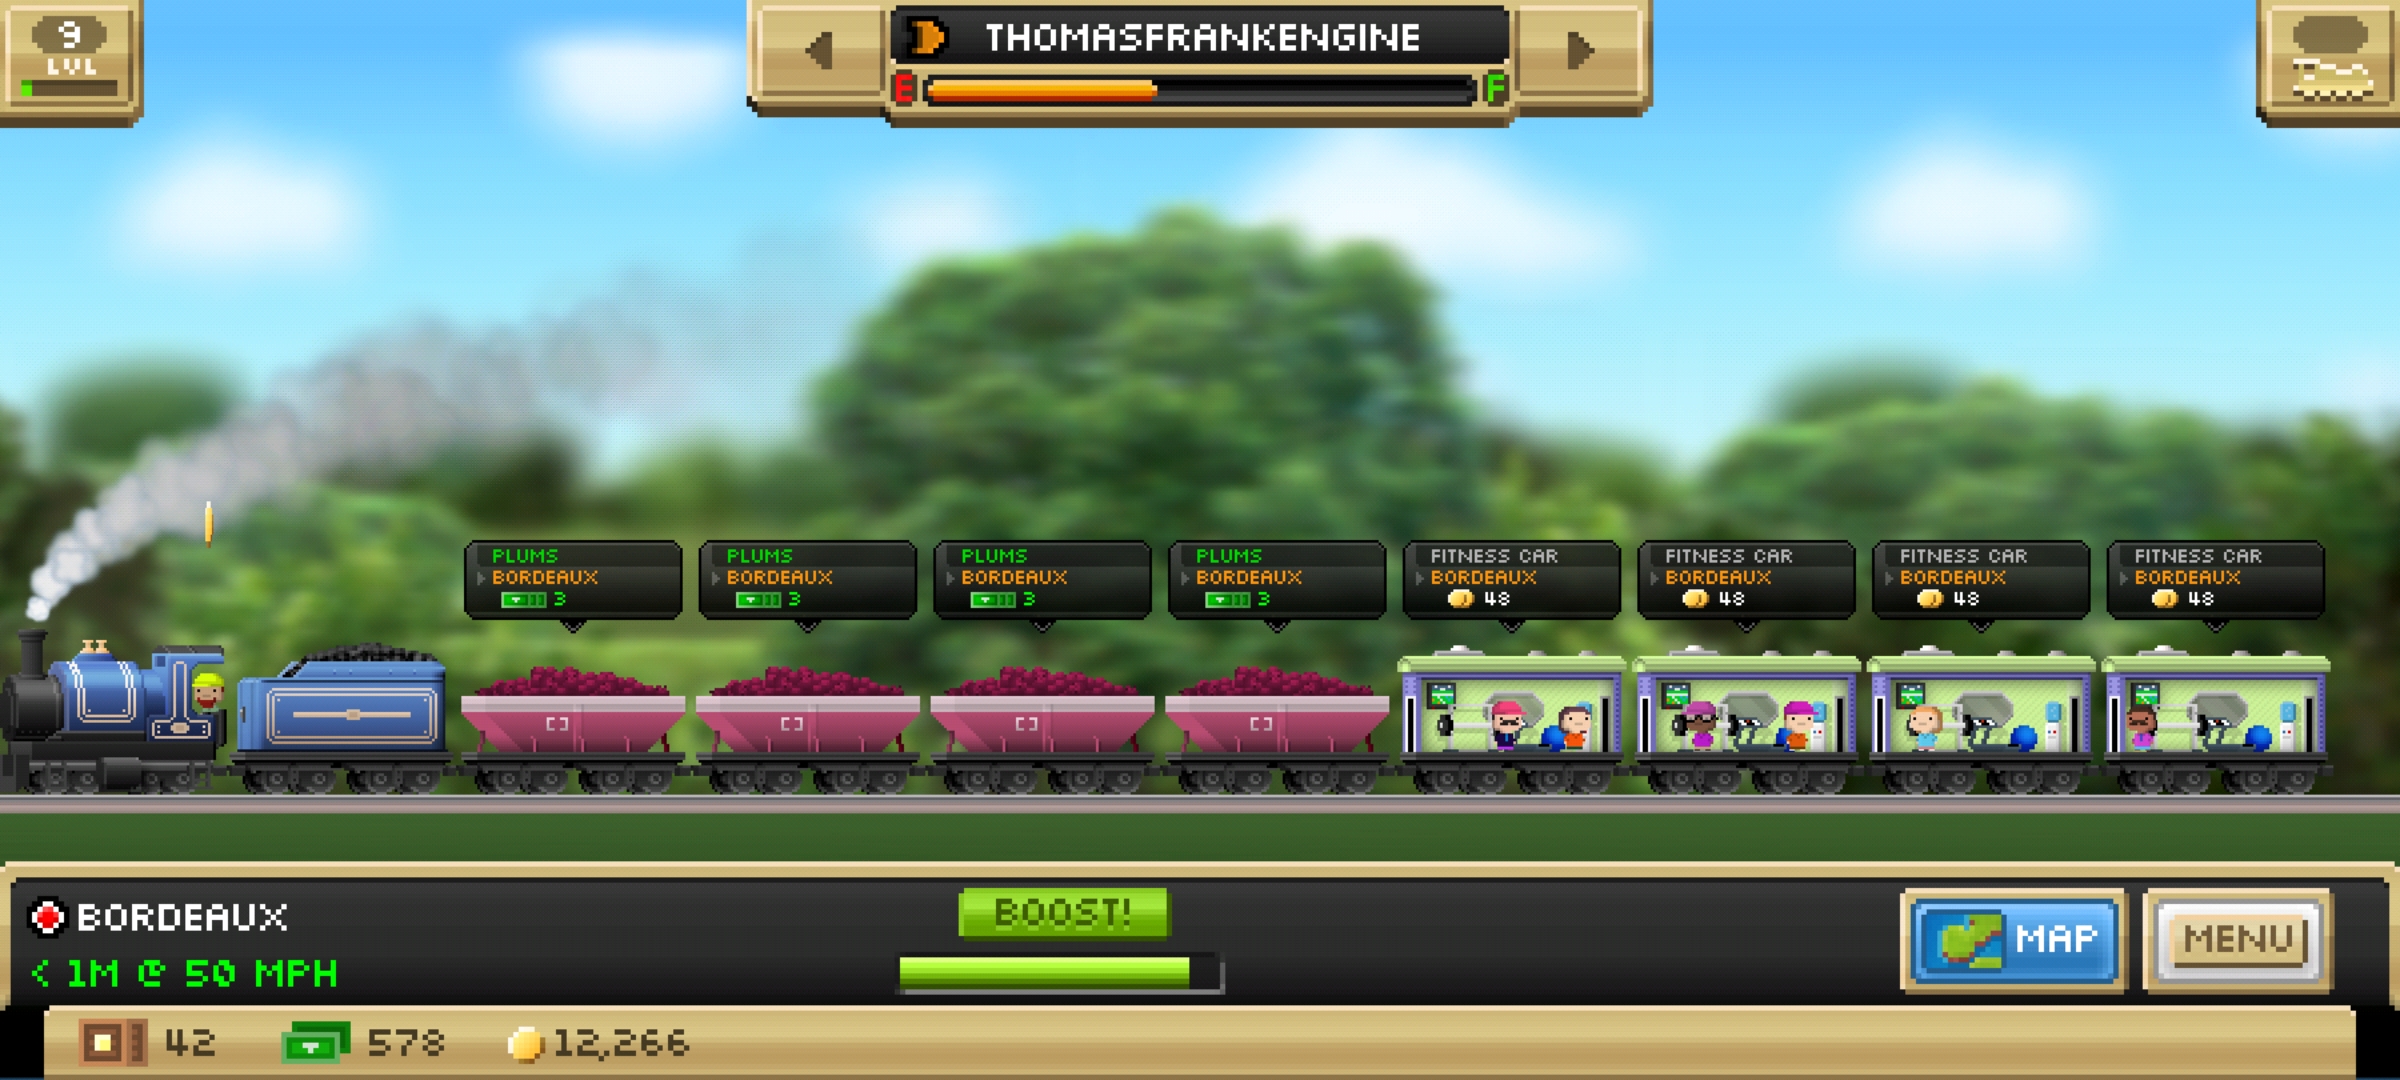 9
LVL
THOMASFRANKENGINE
E F
PLUMS
BORDEAUX
3
PLUMS
BORDEAUX
3
PLUMS
BORDEAUX
3
PLUMS
BORDEAUX
3
FITNESS CAR
BORDEAUX
48
FITNESS CAR
BORDEAUX
48
FITNESS CAR
BORDEAUX
48
FITNESS CAR
BORDEAUX
48
BORDEAUX
< 1M @ 50 MPH
BOOST!
MAP
MENU
42 578 12,266